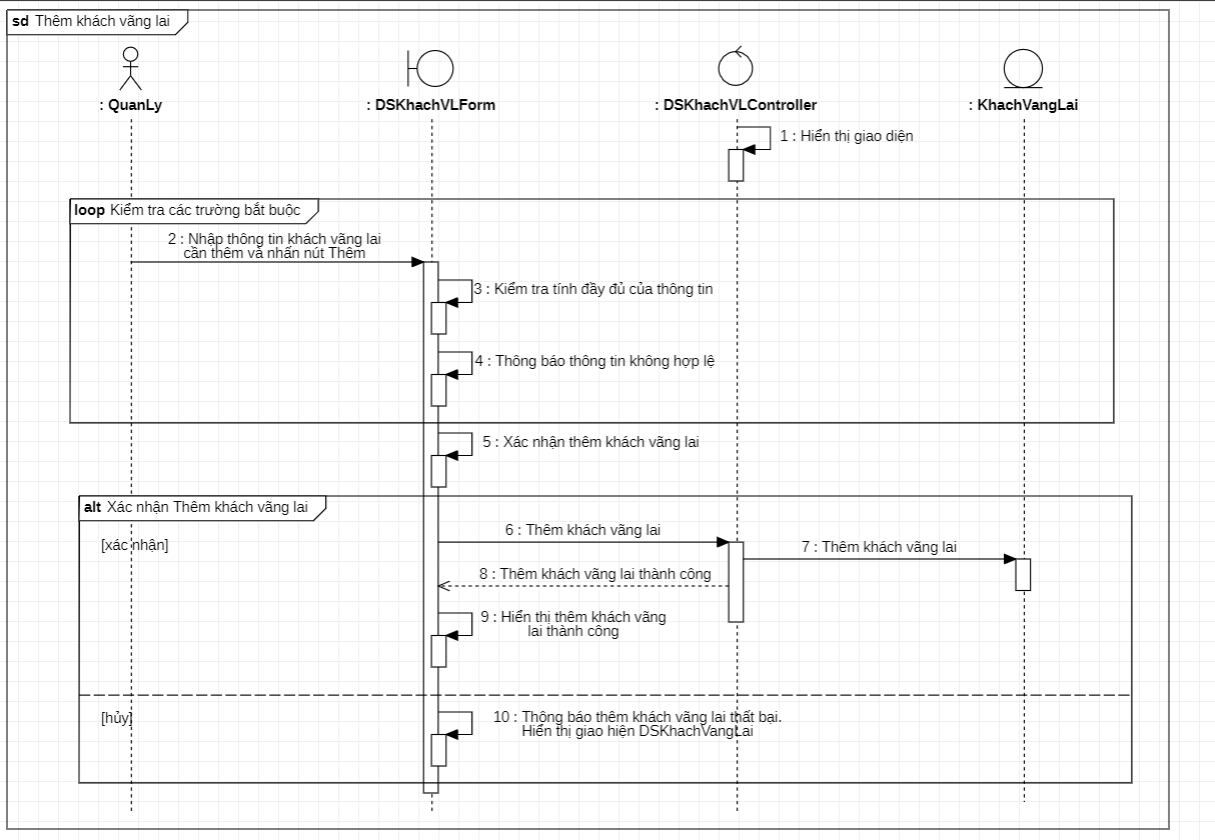 sd Thêm khách vãng lai
: QuanLy
: DSKhachVLForm
: DSKhachVLController
: KhachVangLai
1 : Hiển thị giao diện
loop Kiểm tra các trường bắt buộc
2 : Nhập thông tin khách vãng lai
cần thêm và nhấn nút Thêm
3 : Kiểm tra tính đầy đủ của thông tin
4 : Thông báo thông tin không hợp lệ
5 : Xác nhận thêm khách vãng lai
alt Xác nhận Thêm khách vãng lai
[xác nhận]
6 : Thêm khách vãng lai
7 : Thêm khách vãng lai
8 : Thêm khách vãng lai thành công
9 : Hiển thị thêm khách vãng
lai thành công
[hủy]
10 : Thông báo thêm khách vãng lai thất bại.
Hiển thị giao hiện DSKhachVangLai